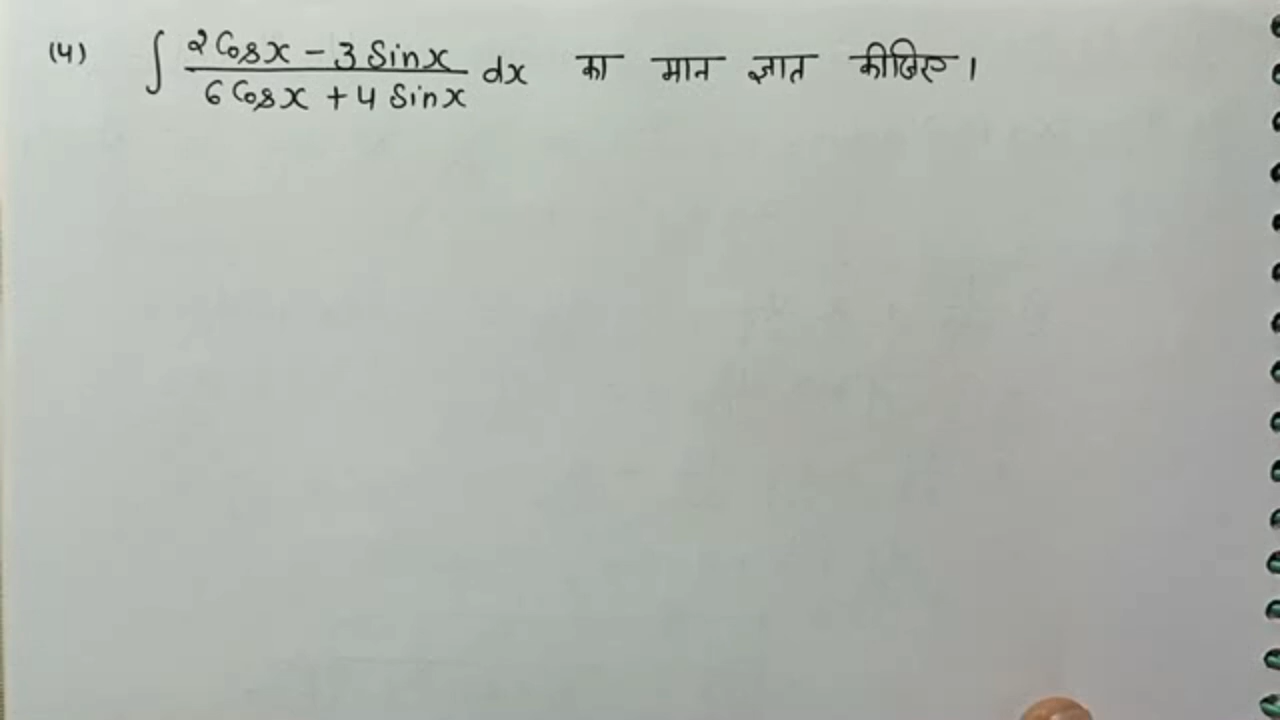 (4) ∫ (2 Cos x - 3 Sin x)/(6 Cos x + 4 Sin x) dx का मान ज्ञात कीजिए।